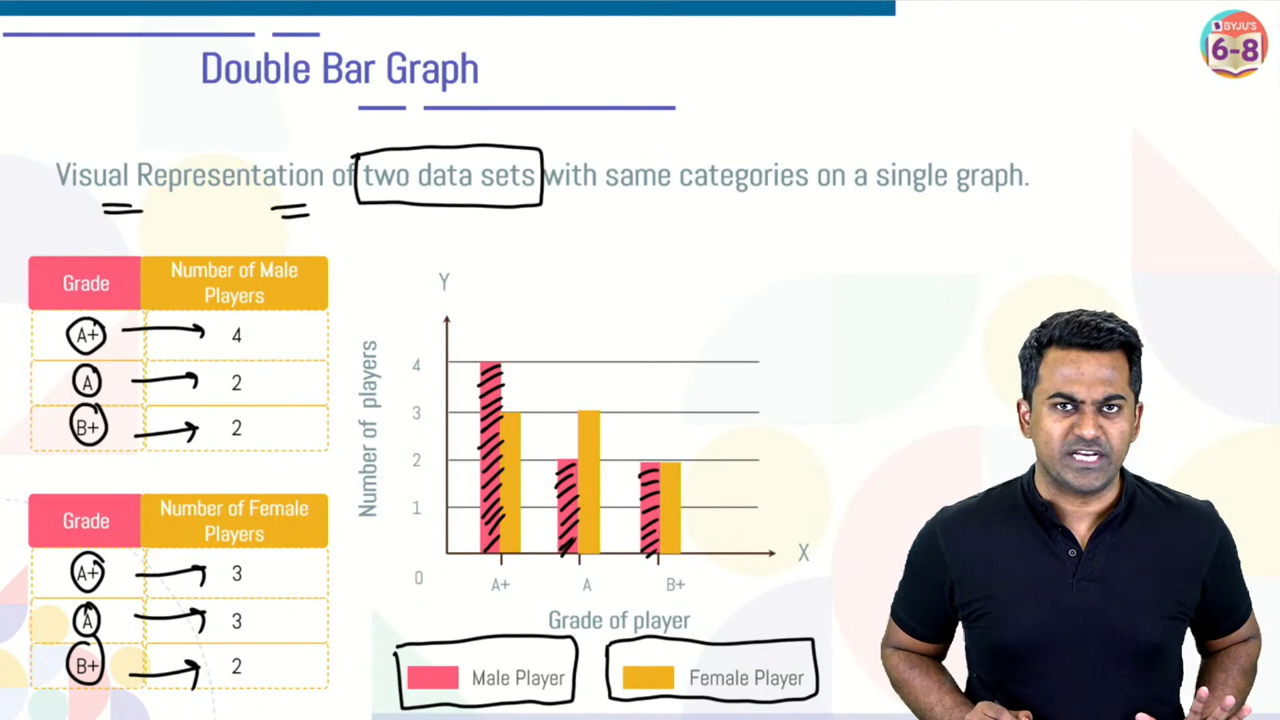 BYJU'S
6-8
Double Bar Graph
Visual Representation of two data sets with same categories on a single graph.
Grade
Number of Male
Players
A+
4
A
2
B+
2
Grade
Number of Female
Players
A+
3
A
3
B+
2
Y
Number of players
4
3
2
1
0
X
A+
A
B+
Grade of player
Male Player
Female Player